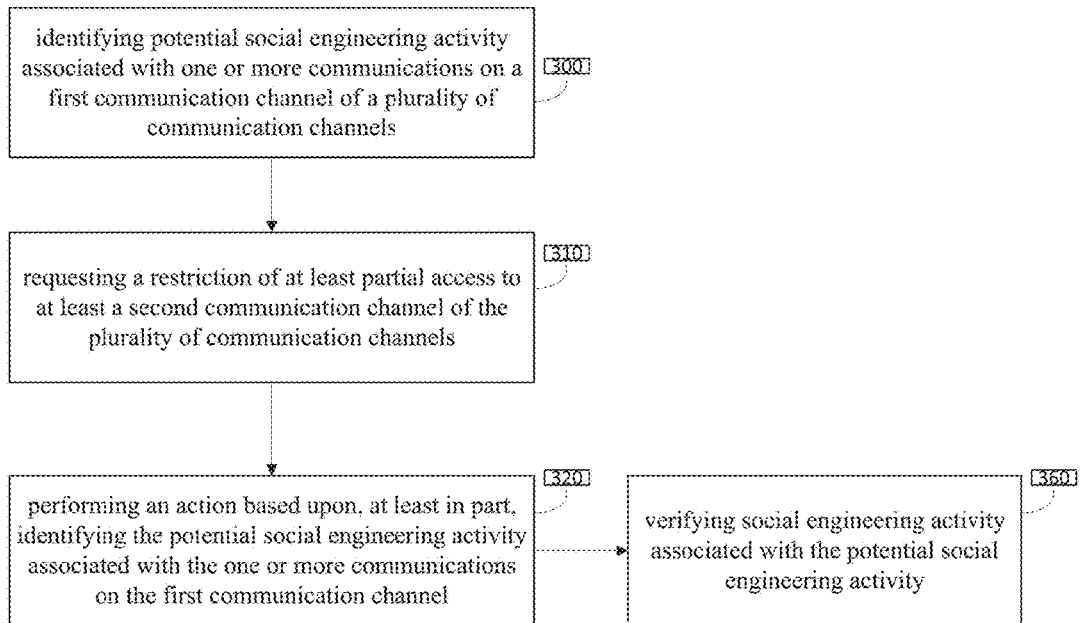 identifying potential social engineering activity
associated with one or more communications on a
first communication channel of a plurality of
communication channels
300
requesting a restriction of at least partial access to
at least a second communication channel of the
plurality of communication channels
310
performing an action based upon, at least in part,
identifying the potential social engineering activity
associated with the one or more communications
on the first communication channel
320
verifying social engineering activity
associated with the potential social
engineering activity
360